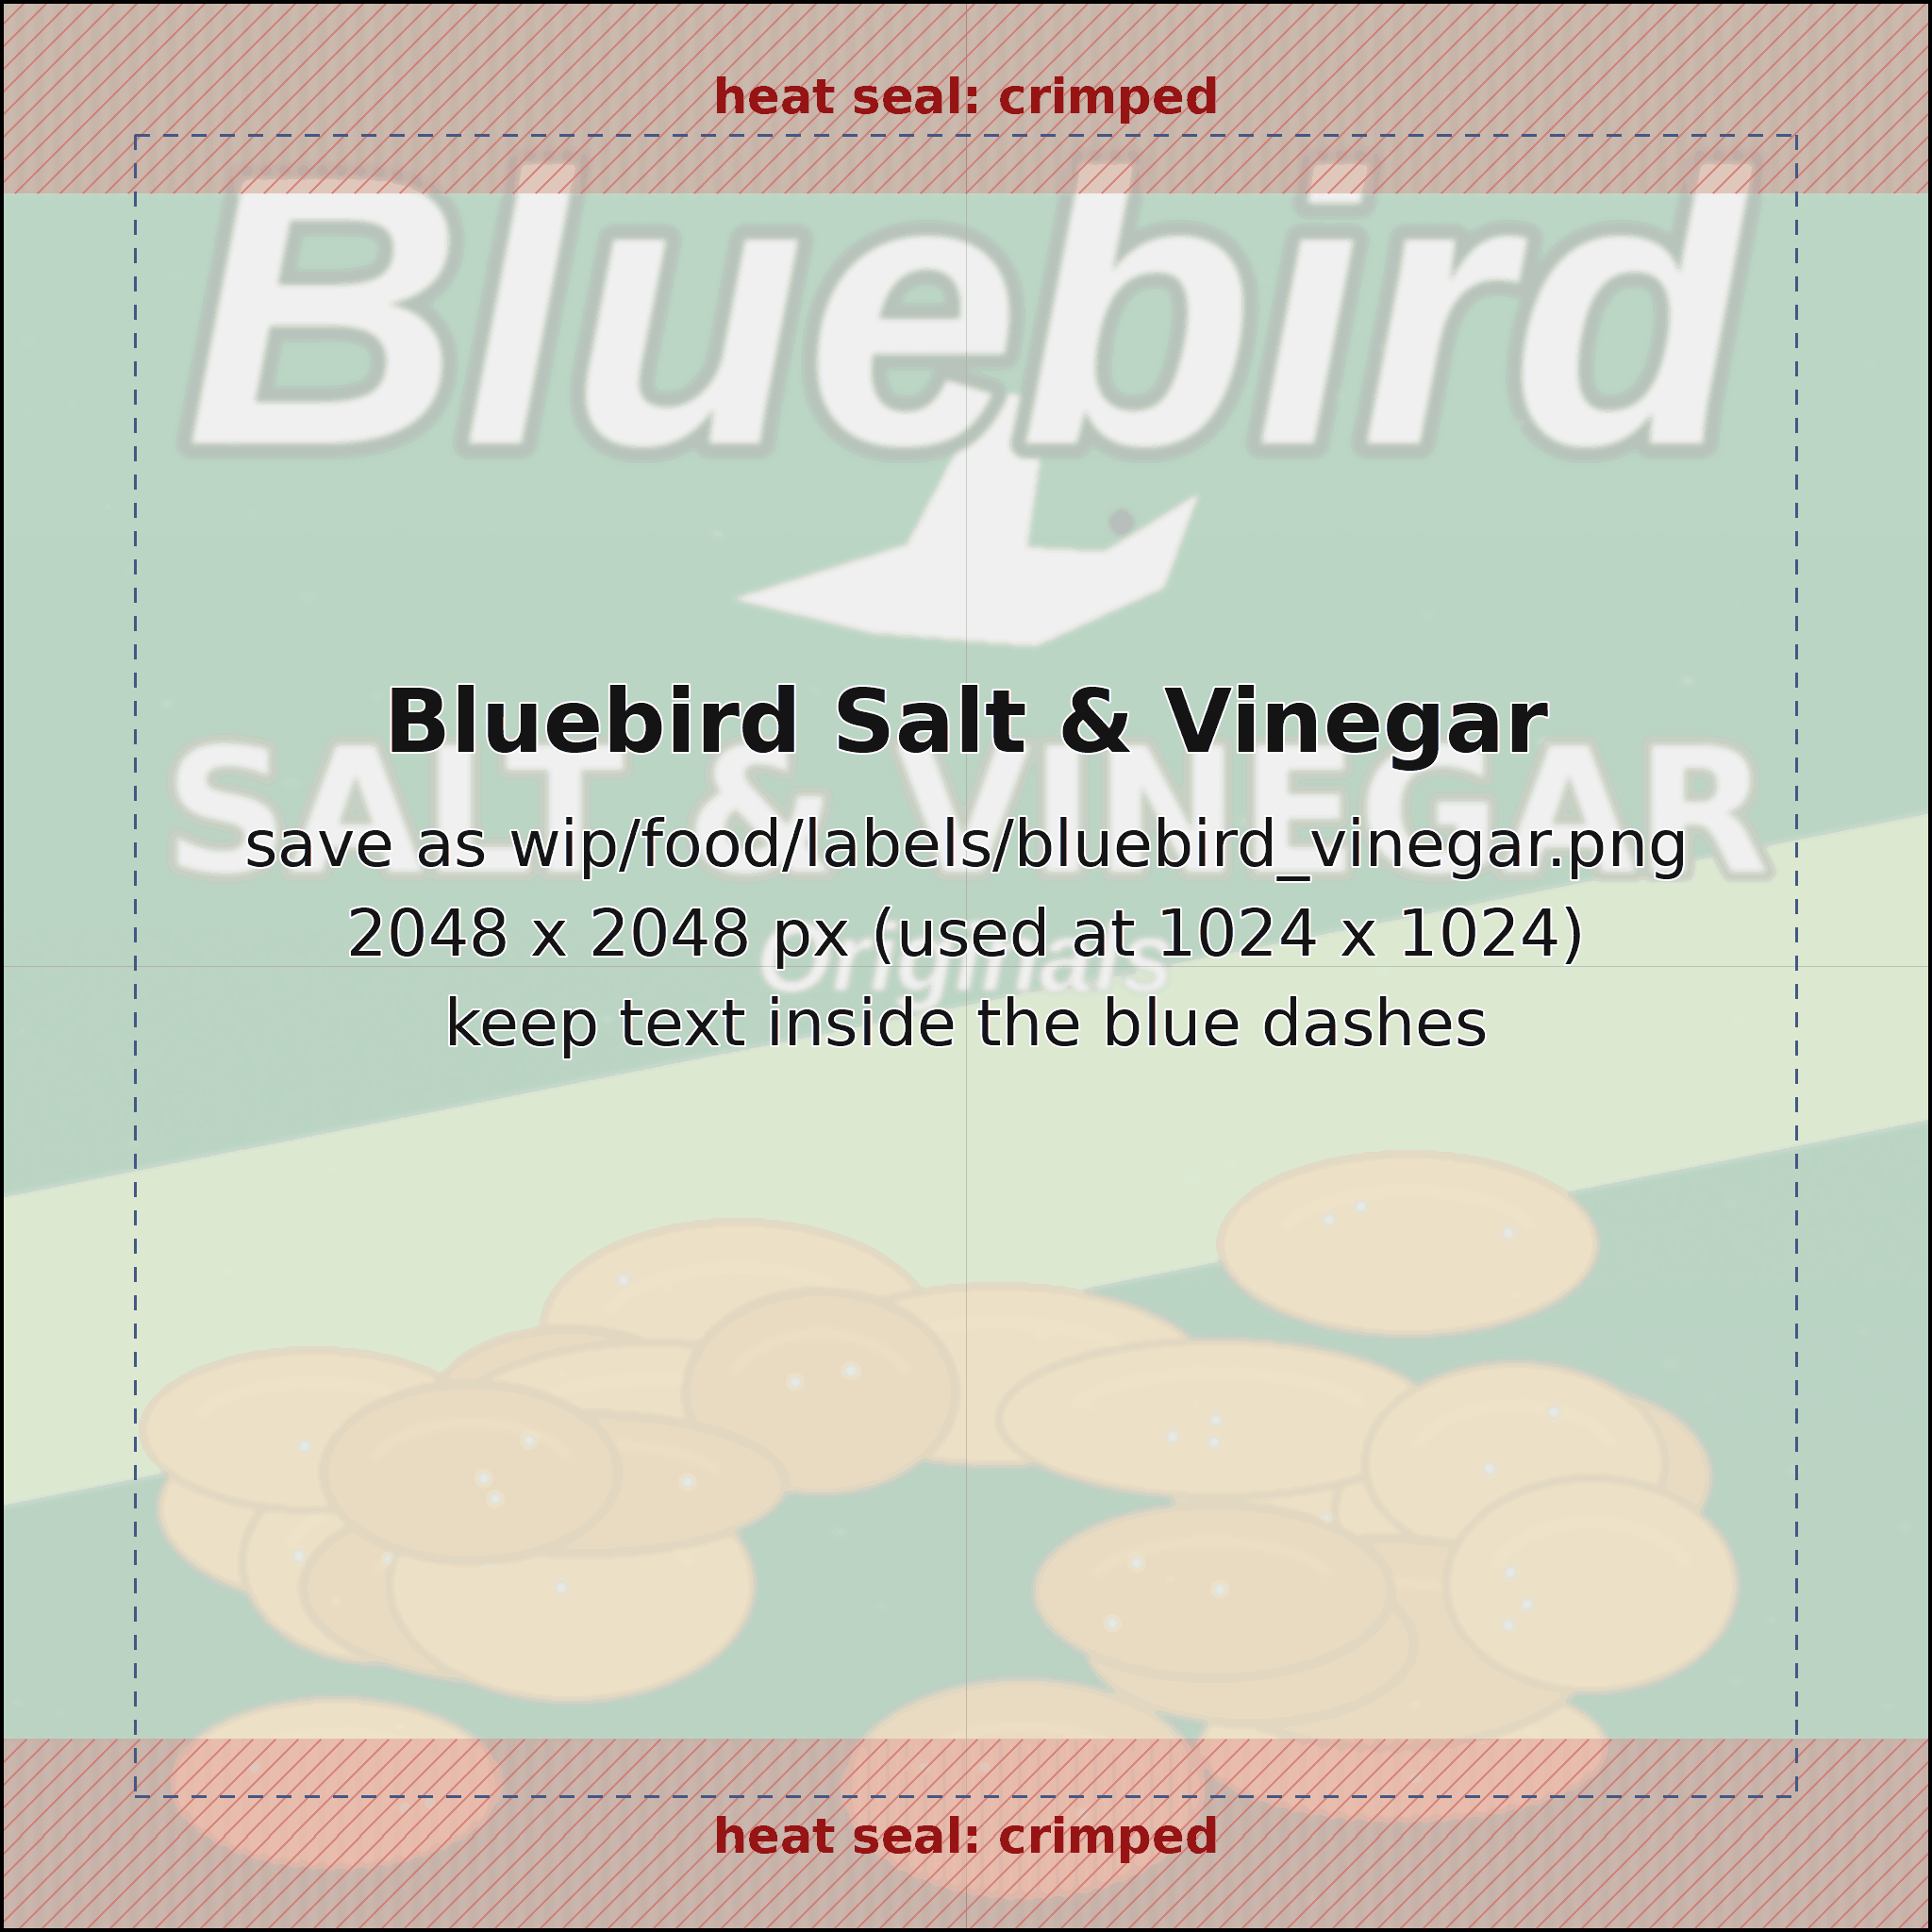 heat seal: crimped
Bluebird
Bluebird Salt & Vinegar
SALT & VINEGAR
save as wip/food/labels/bluebird_vinegar.png
2048 x 2048 px (used at 1024 x 1024)
Originals
keep text inside the blue dashes
heat seal: crimped